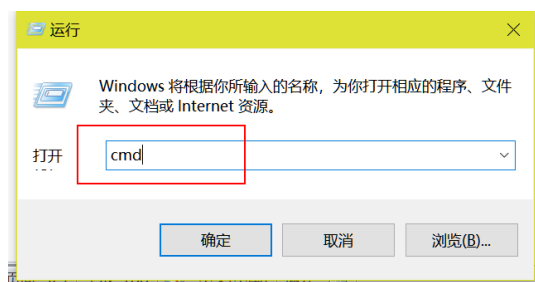 运行
Windows 将根据你所输入的名称，为你打开相应的程序、文件
夹、文档或 Internet 资源。
打开
cmd
确定 取消 浏览(B)...